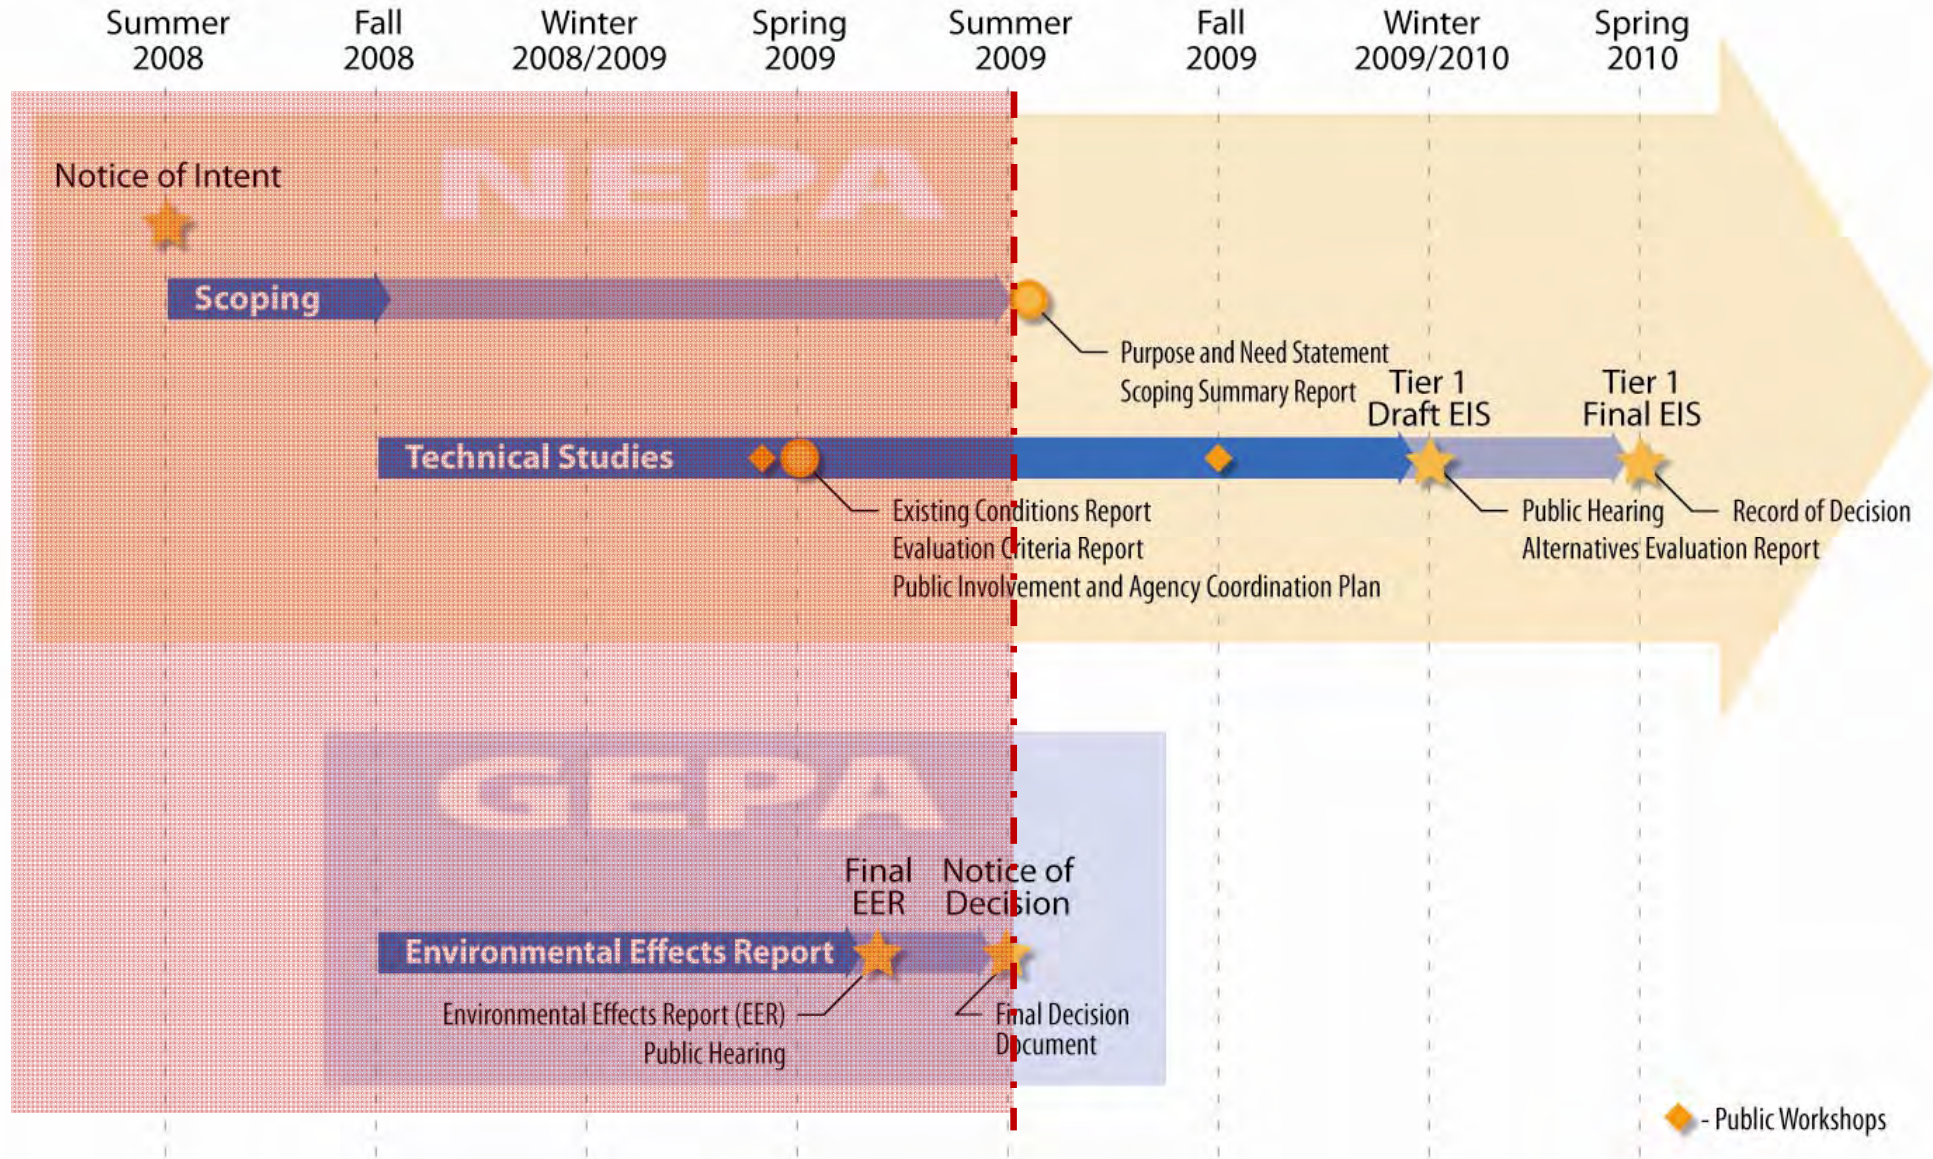 Summer
2008
Fall
2008
Winter
2008/2009
Spring
2009
Summer
2009
Fall
2009
Winter
2009/2010
Spring
2010
NEPA
Notice of Intent
Scoping
Purpose and Need Statement
Scoping Summary Report
Tier 1
Draft EIS
Tier 1
Final EIS
Technical Studies
Existing Conditions Report
Evaluation Criteria Report
Public Involvement and Agency Coordination Plan
Public Hearing
Alternatives Evaluation Report
Record of Decision
GEPA
Final
EER
Notice of
Decision
Environmental Effects Report
Environmental Effects Report (EER)
Public Hearing
Final Decision
Document
- Public Workshops